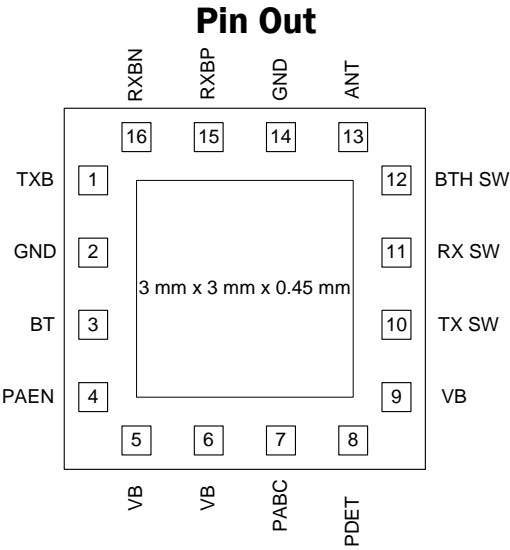 Pin Out
RXBN RXBP GND ANT
16 15 14 13
TXB 1 12 BTH SW
GND 2 11 RX SW
3 mm x 3 mm x 0.45 mm
BT 3 10 TX SW
PAEN 4 9 VB
5 6 7 8
VB VB PABC PDET